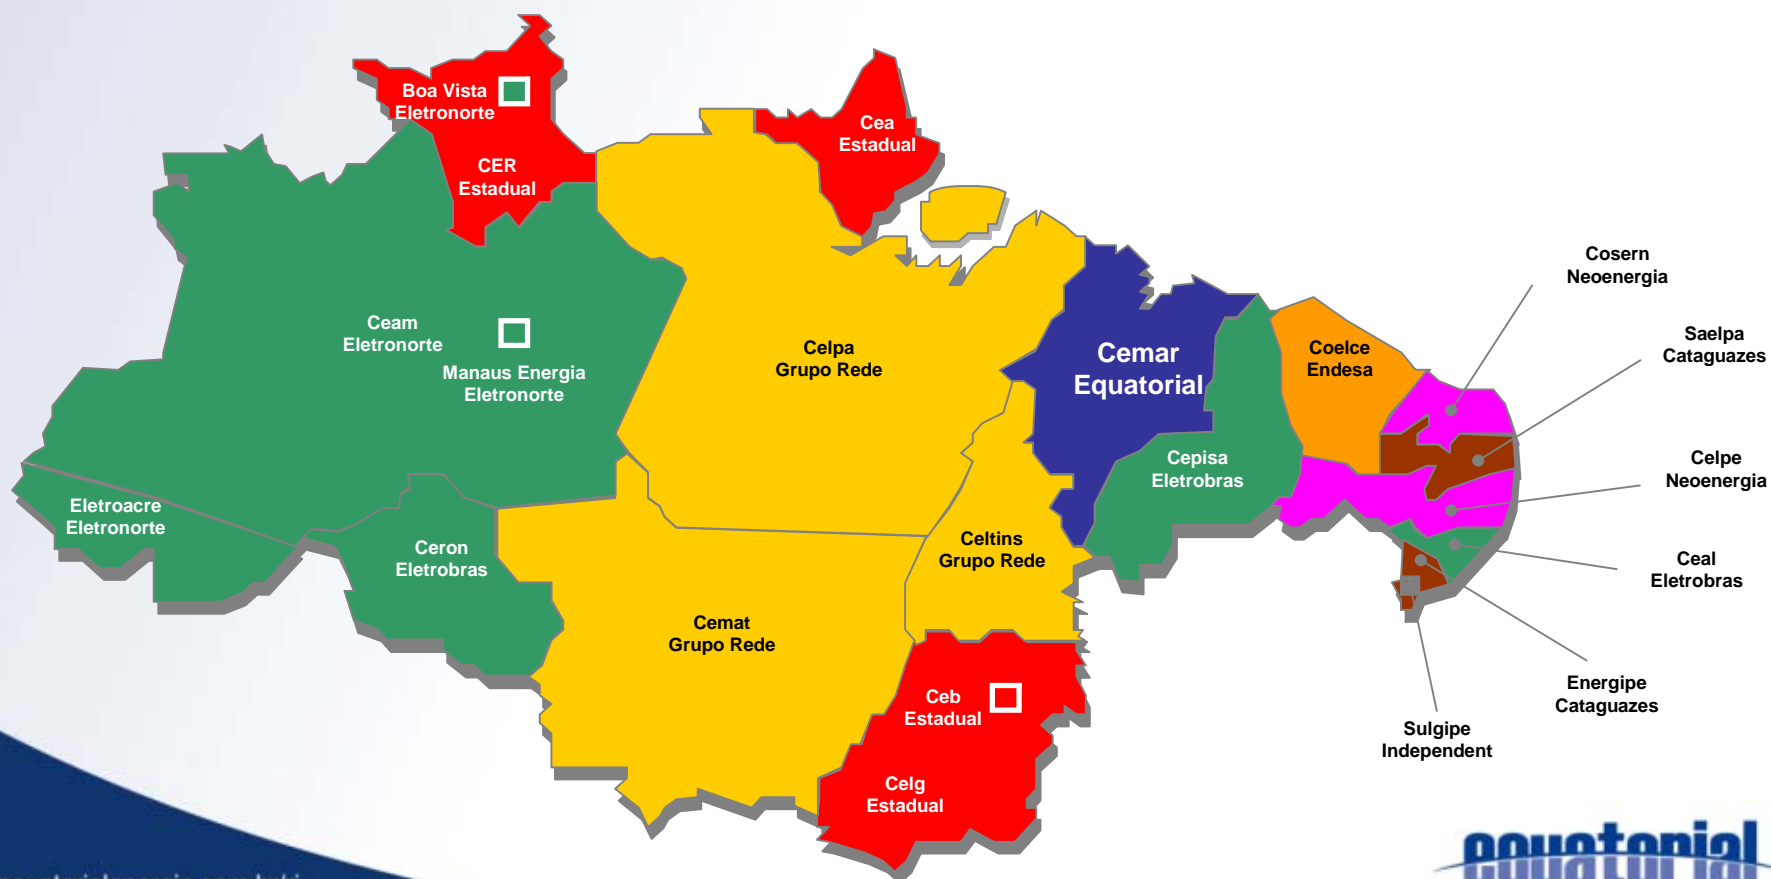 Boa Vista
Eletronorte
CER
Estadual
Cea
Estadual
Ceam
Eletronorte
Manaus Energia
Eletronorte
Celpa
Grupo Rede
Cemar
Equatorial
Coelce
Endesa
Cosern
Neoenergia
Saelpa
Cataguazes
Celpe
Neoenergia
Cepisa
Eletrobras
Eletroacre
Eletronorte
Ceron
Eletrobras
Celtins
Grupo Rede
Ceal
Eletrobras
Cemat
Grupo Rede
Ceb
Estadual
Energipe
Cataguazes
Sulgipe
Independent
Celg
Estadual
equatorial